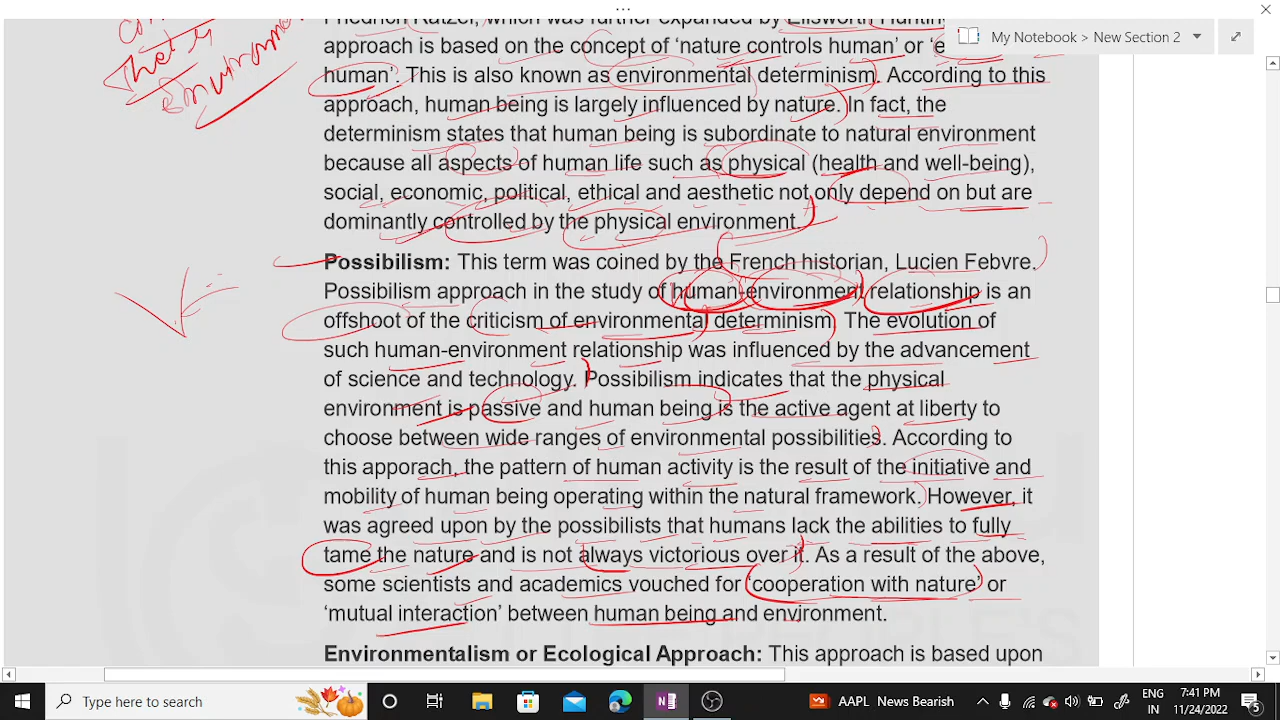 ...
My Notebook > New Section 2
Friedrich Ratzel, which was further expanded by Ellsworth
approach is based on the concept of ‘nature controls human’ or
human’. This is also known as environmental determinism. According to this
approach, human being is largely influenced by nature. In fact, the
determinism states that human being is subordinate to natural environment
because all aspects of human life such as physical (health and well-being),
social, economic, political, ethical and aesthetic not only depend on but are
dominantly controlled by the physical environment.
Possibilism: This term was coined by the French historian, Lucien Febvre.
Possibilism approach in the study of human-environment relationship is an
offshoot of the criticism of environmental determinism. The evolution of
such human-environment relationship was influenced by the advancement
of science and technology. Possibilism indicates that the physical
environment is passive and human being is the active agent at liberty to
choose between wide ranges of environmental possibilities. According to
this apporach, the pattern of human activity is the result of the initiative and
mobility of human being operating within the natural framework. However, it
was agreed upon by the possibilists that humans lack the abilities to fully
tame the nature and is not always victorious over it. As a result of the above,
some scientists and academics vouched for ‘cooperation with nature’ or
‘mutual interaction’ between human being and environment.
Environmentalism or Ecological Approach: This approach is based upon
Type here to search
AAPL News Bearish
ENG
IN
7:41 PM
11/24/2022
5